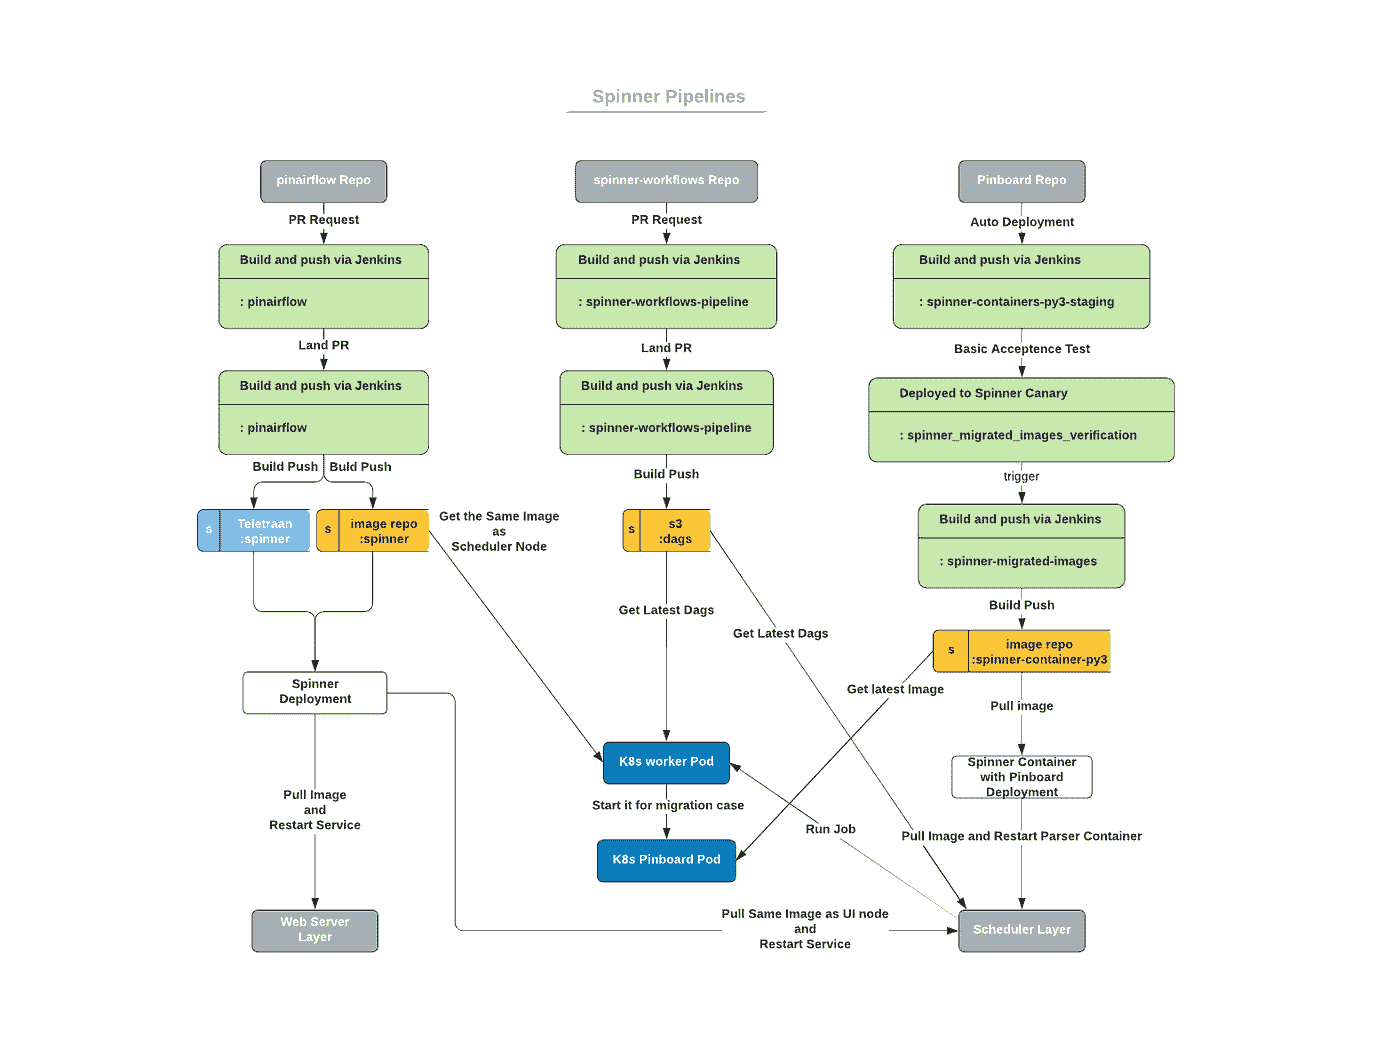 Spinner Pipelines
pinairflow Repo
spinner-workflows Repo
Pinboard Repo
PR Request
PR Request
Auto Deployment
Build and push via Jenkins
: pinairflow
Build and push via Jenkins
: spinner-workflows-pipeline
Build and push via Jenkins
: spinner-containers-py3-staging
Land PR
Land PR
Basic Acceptence Test
Build and push via Jenkins
: pinairflow
Build and push via Jenkins
: spinner-workflows-pipeline
Deployed to Spinner Canary
: spinner_migrated_images_verification
Build Push
Buld Push
Build Push
trigger
s
Teletraan
:spinner
s
image repo
:spinner
Get the Same Image
as
Scheduler Node
s
s3
:dags
Build and push via Jenkins
: spinner-migrated-images
Get Latest Dags
Get Latest Dags
Build Push
s
image repo
:spinner-container-py3
Spinner
Deployment
Get latest Image
Pull image
K8s worker Pod
Spinner Container
with Pinboard
Deployment
Pull Image
and
Restart Service
Start it for migration case
Run Job
Pull Image and Restart Parser Container
K8s Pinboard Pod
Web Server
Layer
Pull Same Image as UI node
and
Restart Service
Scheduler Layer